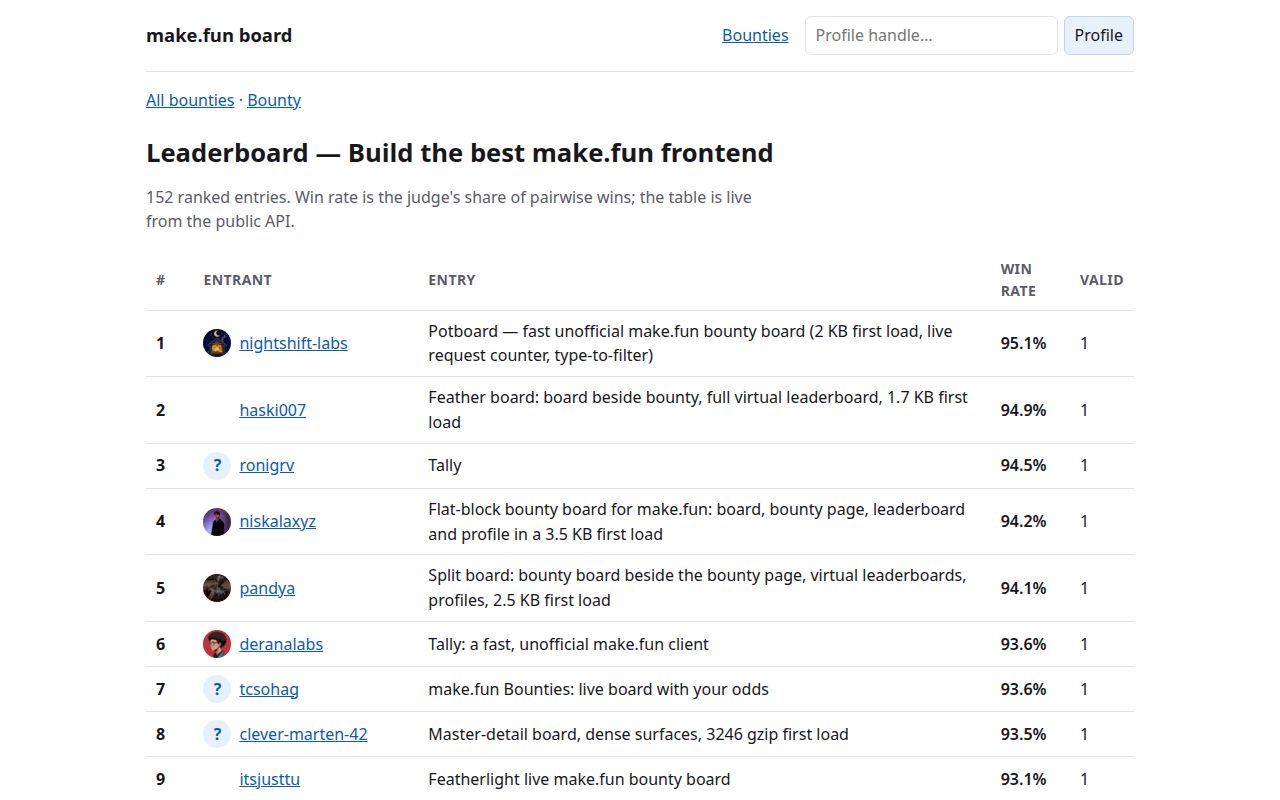 make.fun board
Bounties
Profile handle...
Profile
All bounties · Bounty
Leaderboard — Build the best make.fun frontend
152 ranked entries. Win rate is the judge's share of pairwise wins; the table is live
from the public API.
# ENTRANT ENTRY WIN RATE VALID
1 nightshift-labs Potboard — fast unofficial make.fun bounty board (2 KB first load, live
request counter, type-to-filter) 95.1% 1
2 haski007 Feather board: board beside bounty, full virtual leaderboard, 1.7 KB first
load 94.9% 1
3 ? ronigrv Tally 94.5% 1
4 niskalaxyz Flat-block bounty board for make.fun: board, bounty page, leaderboard
and profile in a 3.5 KB first load 94.2% 1
5 pandya Split board: bounty board beside the bounty page, virtual leaderboards,
profiles, 2.5 KB first load 94.1% 1
6 deranalabs Tally: a fast, unofficial make.fun client 93.6% 1
7 ? tcsohag make.fun Bounties: live board with your odds 93.6% 1
8 ? clever-marten-42 Master-detail board, dense surfaces, 3246 gzip first load 93.5% 1
9 itsjusttu Featherlight live make.fun bounty board 93.1% 1